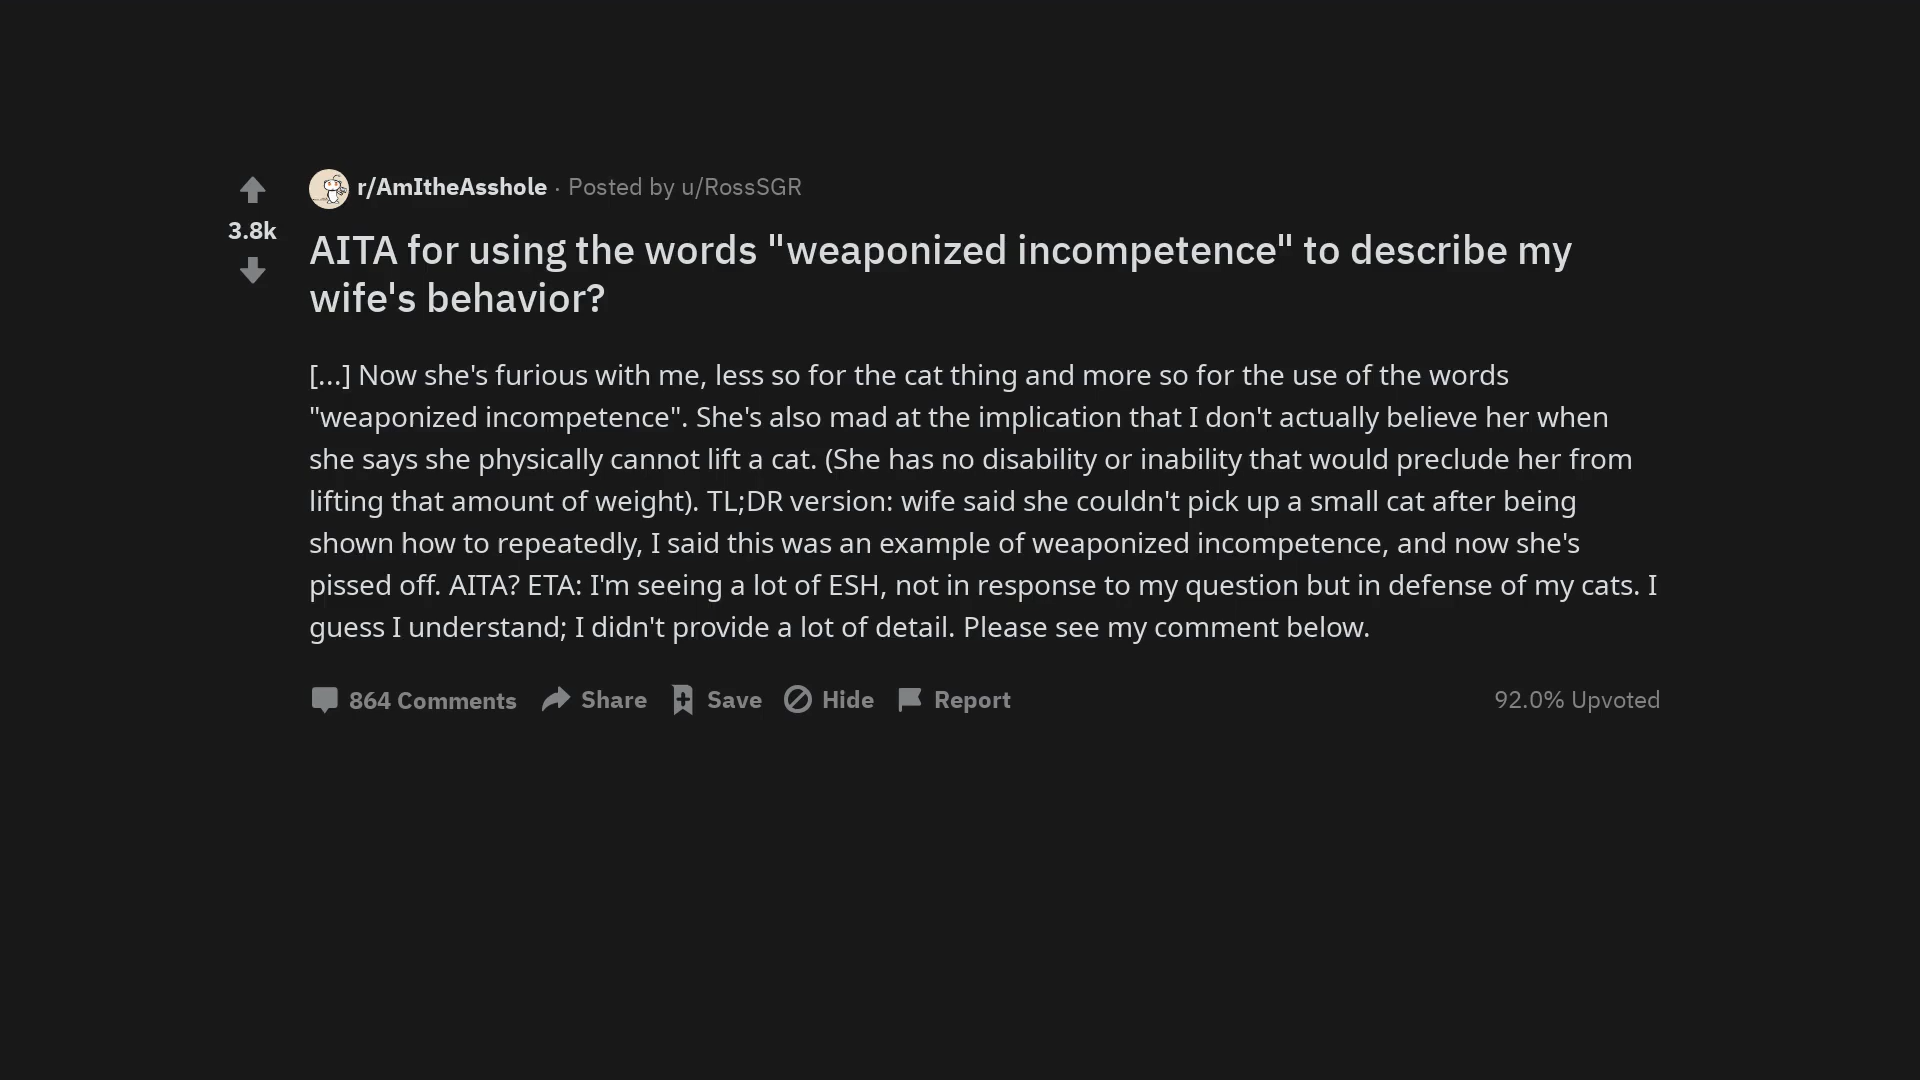 r/AmItheAsshole · Posted by u/RossSGR
3.8k
AITA for using the words "weaponized incompetence" to describe my
wife's behavior?
[...] Now she's furious with me, less so for the cat thing and more so for the use of the words
"weaponized incompetence". She's also mad at the implication that I don't actually believe her when
she says she physically cannot lift a cat. (She has no disability or inability that would preclude her from
lifting that amount of weight). TL;DR version: wife said she couldn't pick up a small cat after being
shown how to repeatedly, I said this was an example of weaponized incompetence, and now she's
pissed off. AITA? ETA: I'm seeing a lot of ESH, not in response to my question but in defense of my cats. I
guess I understand; I didn't provide a lot of detail. Please see my comment below.
864 Comments Share Save Hide Report 92.0% Upvoted